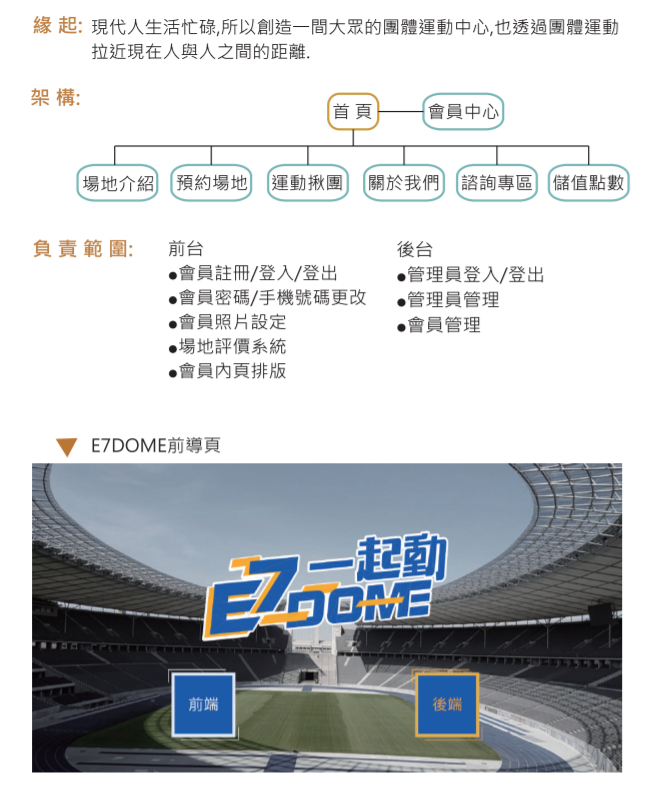 緣起: 現代人生活忙碌,所以創造一間大眾的團體運動中心,也透過團體運動
拉近現在人與人之間的距離.
架構:
首頁 會員中心
場地介紹 預約場地 運動揪團 關於我們 諮詢專區 儲值點數
負責範圍:
前台
●會員註冊/登入/登出
●會員密碼/手機號碼更改
●會員照片設定
●場地評價系統
●會員內頁排版
後台
●管理員登入/登出
●管理員管理
●會員管理
▼ E7DOME前導頁
一起動
E7DOME
前端 後端